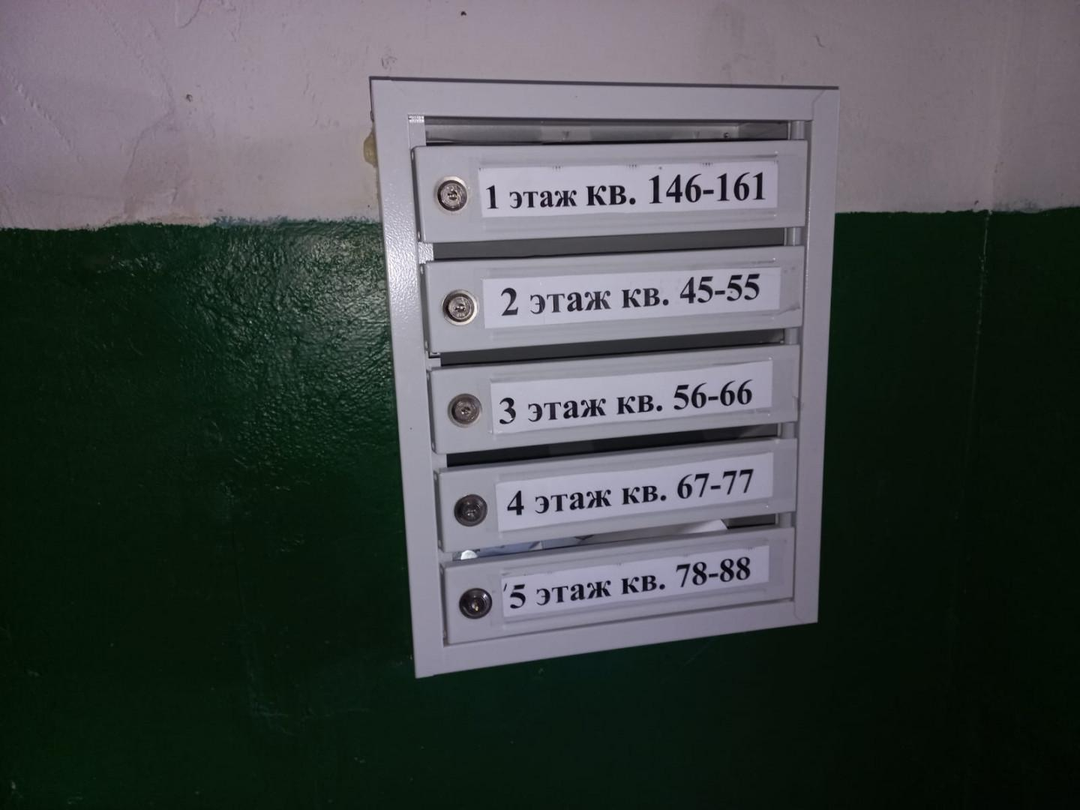 1 этаж кв. 146-161
2 этаж кв. 45-55
3 этаж кв. 56-66
4 этаж кв. 67-77
5 этаж кв. 78-88